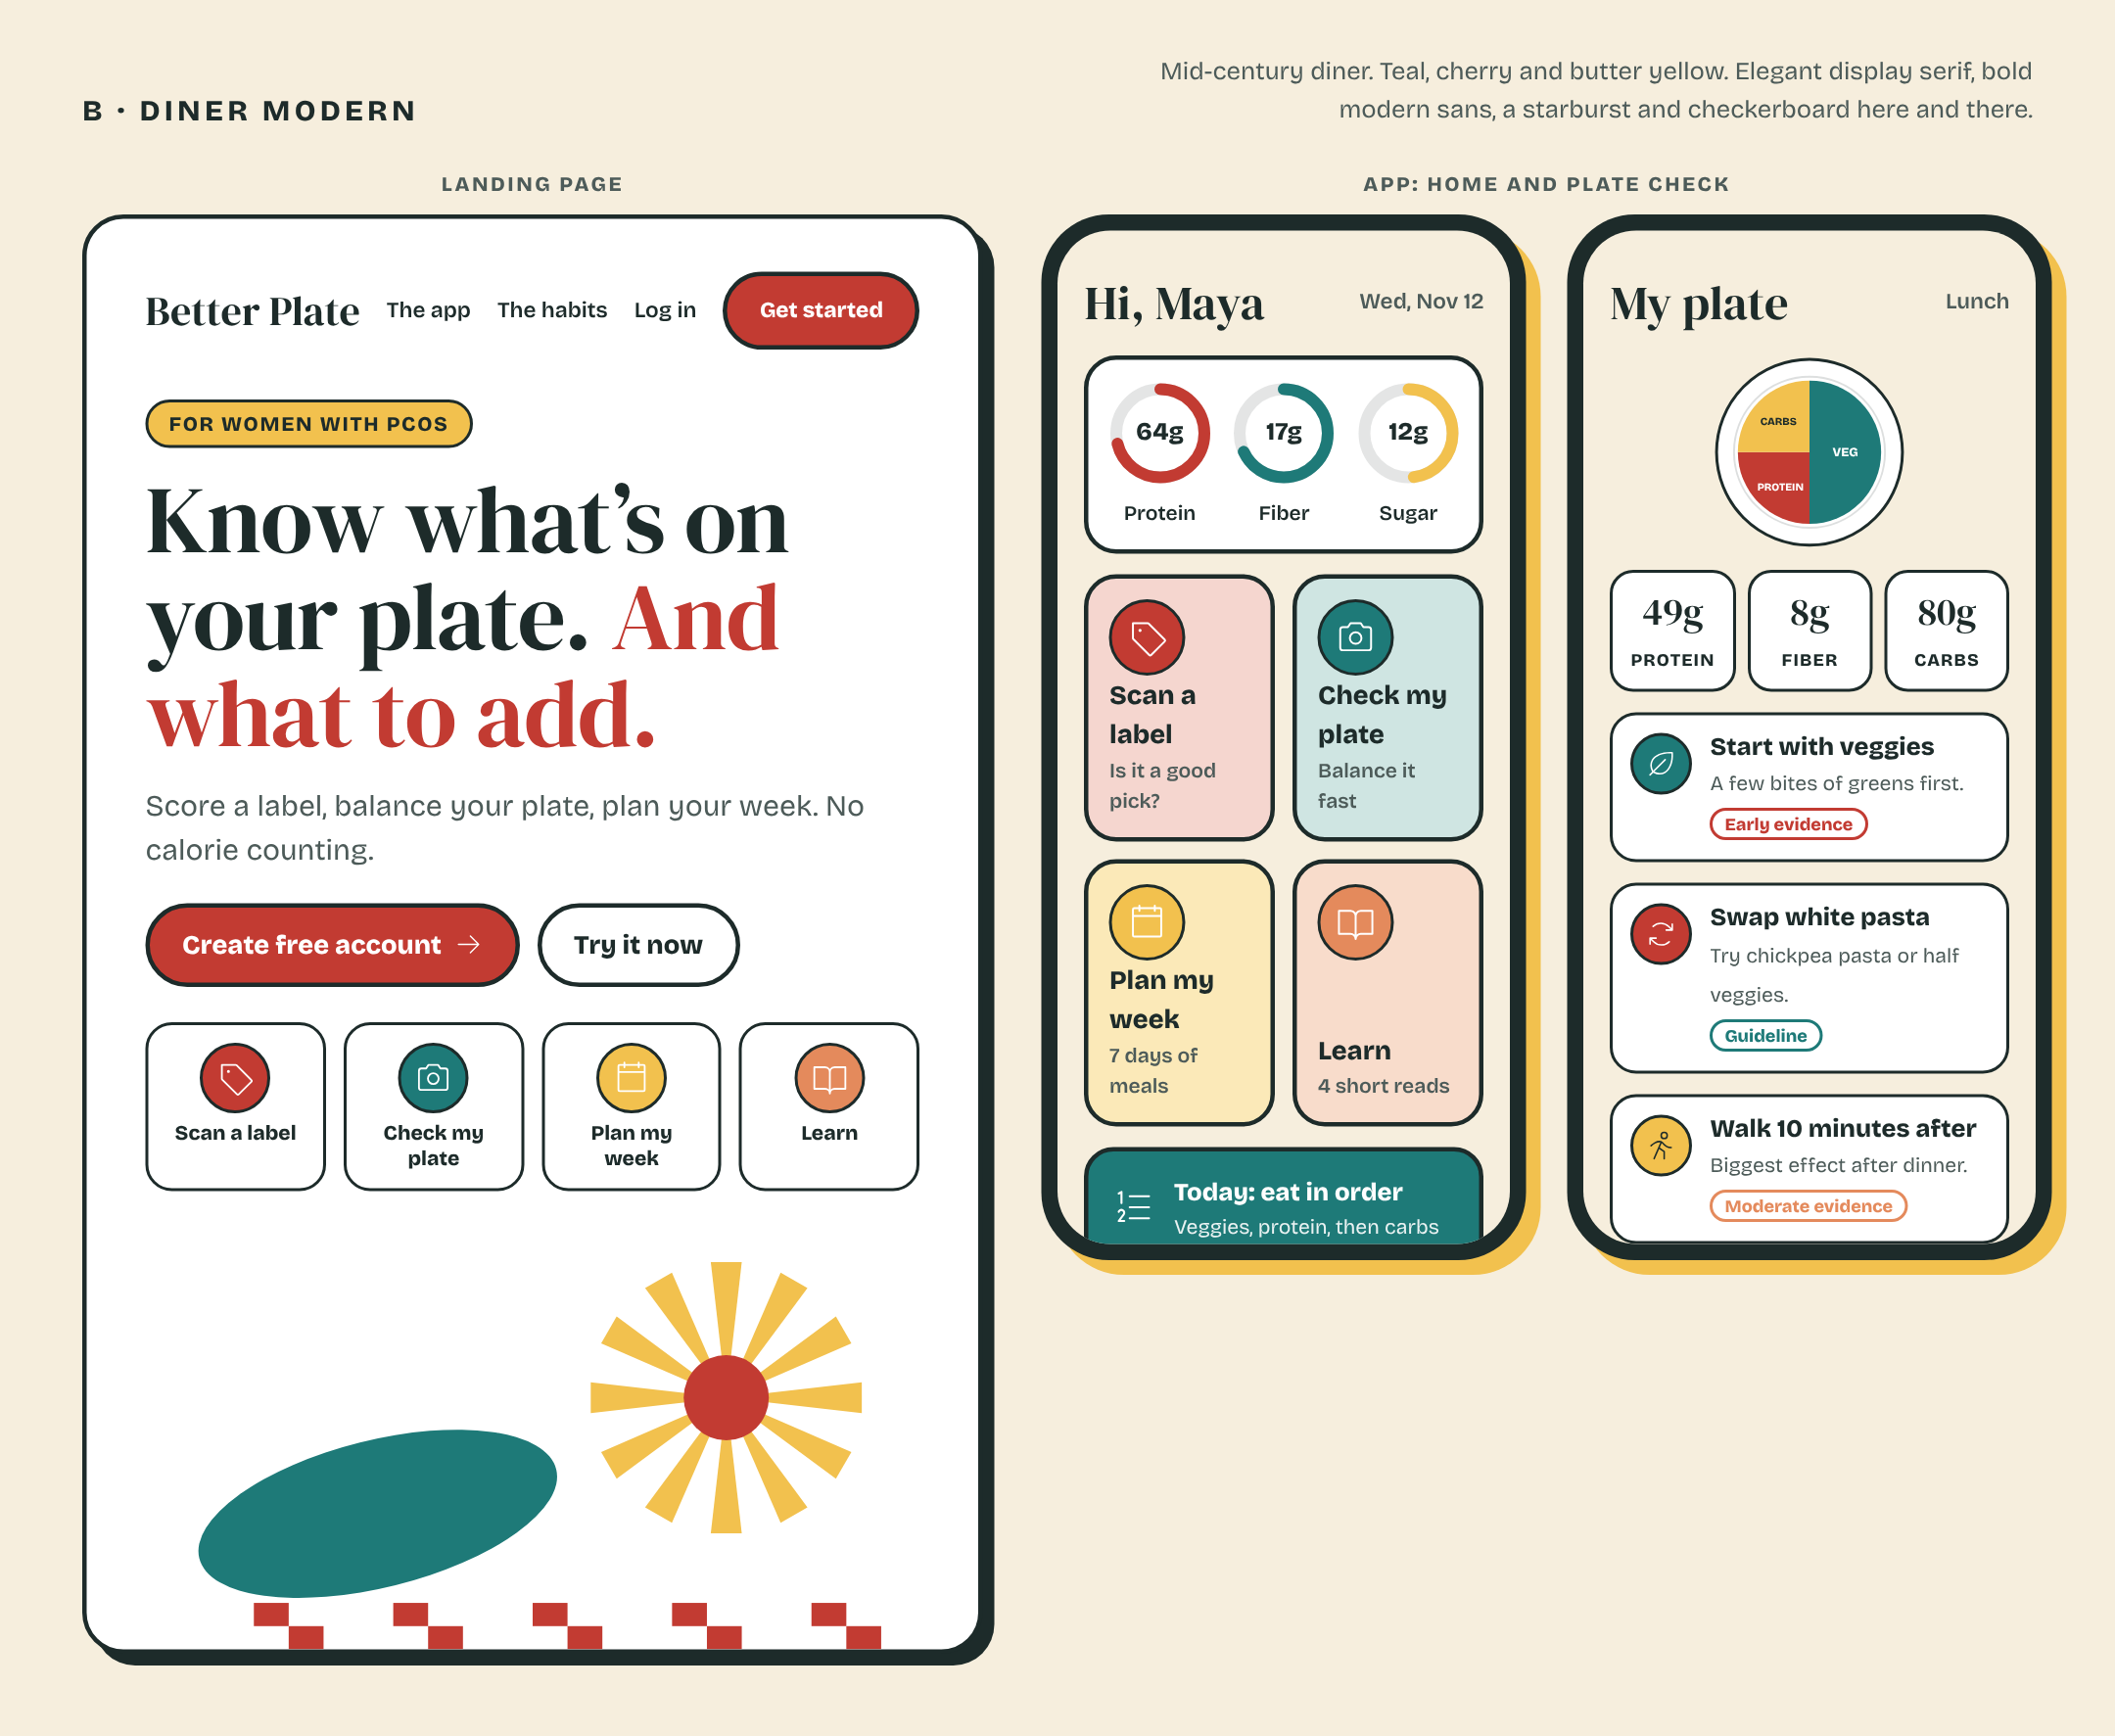 B · DINER MODERN
Mid-century diner. Teal, cherry and butter yellow. Elegant display serif, bold
modern sans, a starburst and checkerboard here and there.
LANDING PAGE
Better Plate The app The habits Log in Get started
FOR WOMEN WITH PCOS
Know what’s on
your plate. And
what to add.
Score a label, balance your plate, plan your week. No
calorie counting.
Create free account → Try it now
Scan a label
Check my
plate
Plan my
week
Learn
APP: HOME AND PLATE CHECK
Hi, Maya Wed, Nov 12
64g 17g 12g
Protein Fiber Sugar
Scan a
label
Is it a good
pick?
Check my
plate
Balance it
fast
Plan my
week
7 days of
meals
Learn
4 short reads
1
2
Today: eat in order
Veggies, protein, then carbs
My plate Lunch
CARBS
VEG
PROTEIN
49g 8g 80g
PROTEIN FIBER CARBS
Start with veggies
A few bites of greens first.
Early evidence
Swap white pasta
Try chickpea pasta or half
veggies.
Guideline
Walk 10 minutes after
Biggest effect after dinner.
Moderate evidence